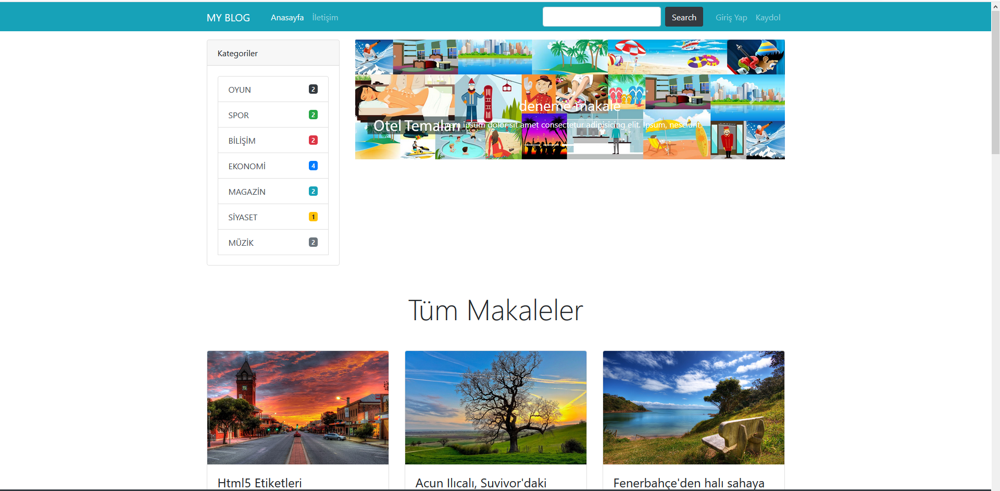 MY BLOG Anasayfa İletişim Search Giriş Yap Kaydol
Kategoriler
OYUN 2
SPOR 2
BİLİŞİM 2
EKONOMİ 4
MAGAZİN 2
SİYASET 1
MÜZİK 2
deneme makale
Otel Temaları
Lorem ipsum dolor sit amet consectetur adipisicing elit. Ipsum, nesciunt.
Tüm Makaleler
Html5 Etiketleri
Acun Ilıcalı, Suvivor'daki
Fenerbahçe'den halı sahaya